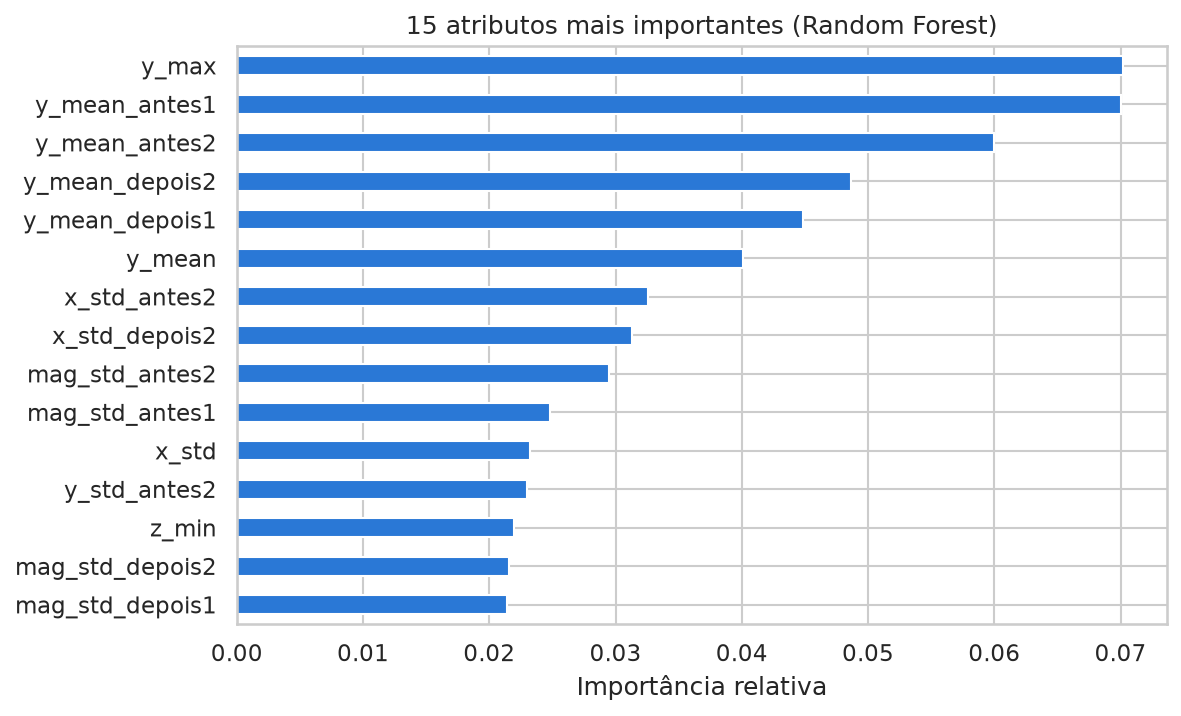 15 atributos mais importantes (Random Forest)
y_max
y_mean_antes1
y_mean_antes2
y_mean_depois2
y_mean_depois1
y_mean
x_std_antes2
x_std_depois2
mag_std_antes2
mag_std_antes1
x_std
y_std_antes2
z_min
mag_std_depois2
mag_std_depois1
0.00 0.01 0.02 0.03 0.04 0.05 0.06 0.07
Importância relativa